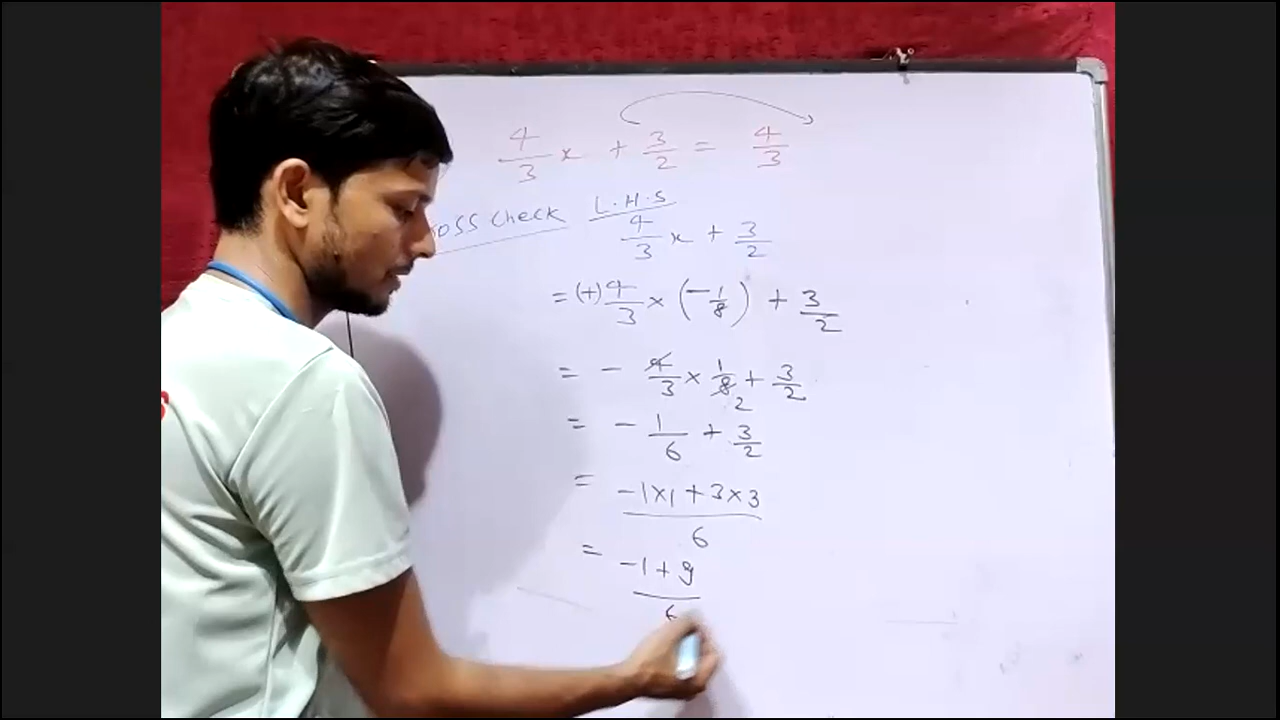 4/3 x + 3/2 = 4/3
oss check L.H.S
4/3 x + 3/2
= (+) 4/3 × (-1/8) + 3/2
= - 4/3 × 1/8 2 + 3/2
= - 1/6 + 3/2
= -1×1 + 3×3 / 6
= -1 + 9 / 6